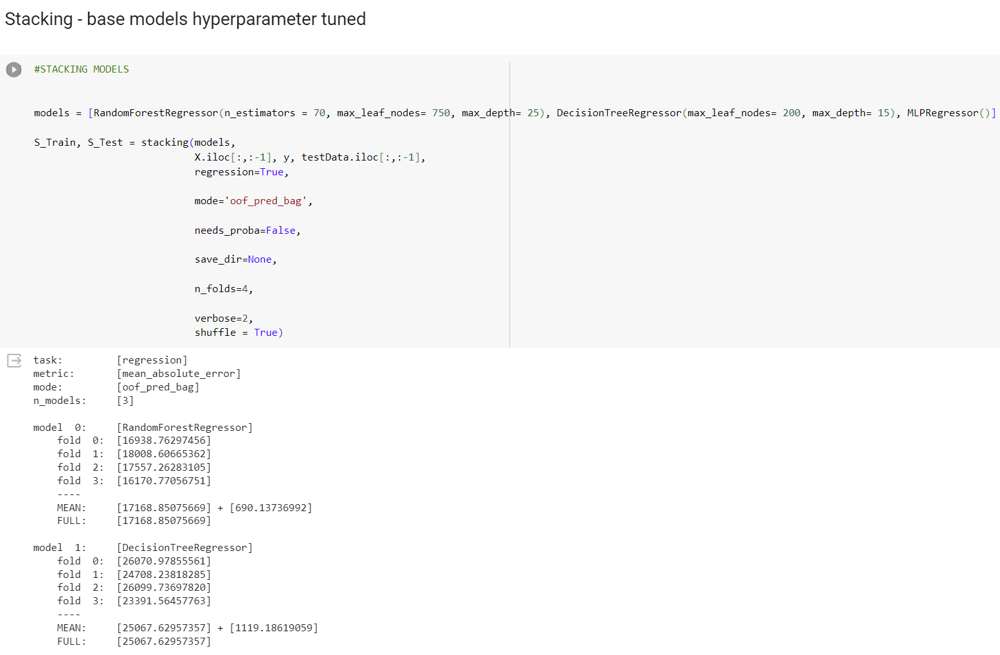 Stacking - base models hyperparameter tuned
#STACKING MODELS
models = [RandomForestRegressor(n_estimators = 70, max_leaf_nodes= 750, max_depth= 25), DecisionTreeRegressor(max_leaf_nodes= 200, max_depth= 15), MLPRegressor()]
S_Train, S_Test = stacking(models,
X.iloc[:,:-1], y, testData.iloc[:,:-1],
regression=True,
mode='oof_pred_bag',
needs_proba=False,
save_dir=None,
n_folds=4,
verbose=2,
shuffle = True)
task: [regression]
metric: [mean_absolute_error]
mode: [oof_pred_bag]
n_models: [3]
model 0: [RandomForestRegressor]
fold 0: [16938.76297456]
fold 1: [18008.60665362]
fold 2: [17557.26283105]
fold 3: [16170.77056751]
----
MEAN: [17168.85075669] + [690.13736992]
FULL: [17168.85075669]
model 1: [DecisionTreeRegressor]
fold 0: [26070.97855561]
fold 1: [24708.23818285]
fold 2: [26099.73697820]
fold 3: [23391.56457763]
----
MEAN: [25067.62957357] + [1119.18619059]
FULL: [25067.62957357]